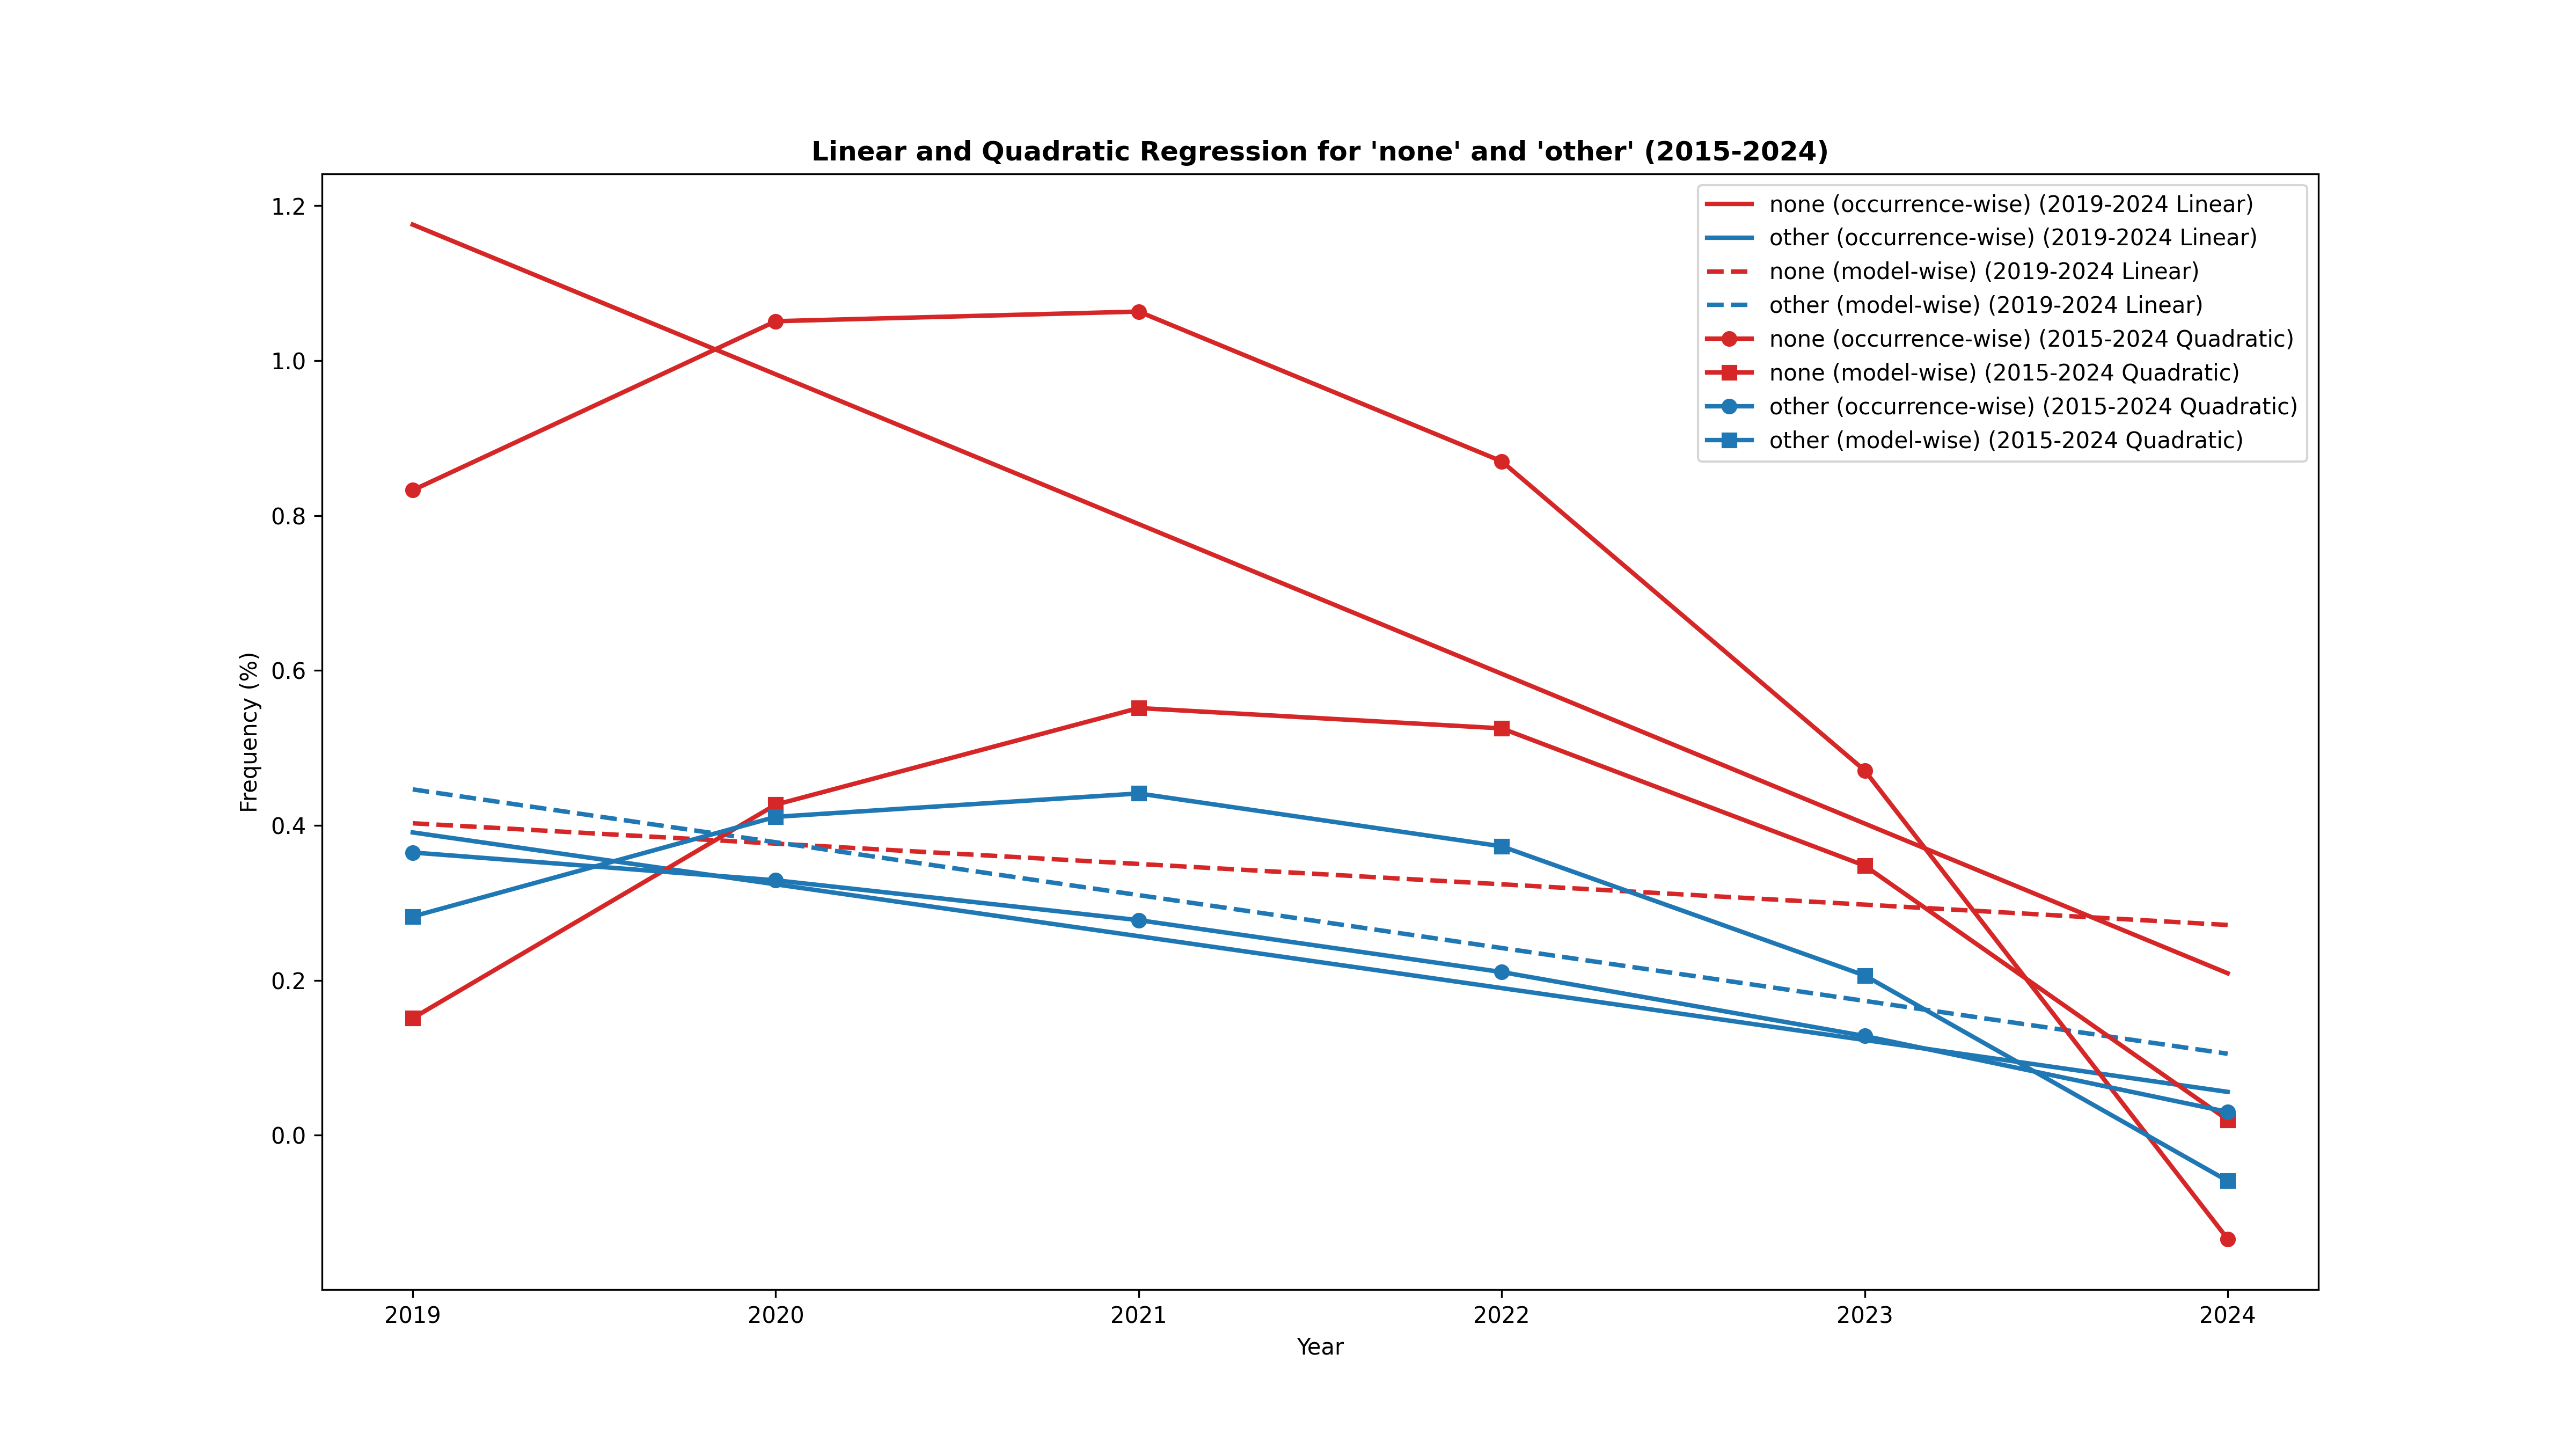 Linear and Quadratic Regression for 'none' and 'other' (2015-2024)
none (occurrence-wise) (2019-2024 Linear)
other (occurrence-wise) (2019-2024 Linear)
none (model-wise) (2019-2024 Linear)
other (model-wise) (2019-2024 Linear)
none (occurrence-wise) (2015-2024 Quadratic)
none (model-wise) (2015-2024 Quadratic)
other (occurrence-wise) (2015-2024 Quadratic)
other (model-wise) (2015-2024 Quadratic)
Frequency (%)
1.2
1.0
0.8
0.6
0.4
0.2
0.0
2019
2020
2021
2022
2023
2024
Year